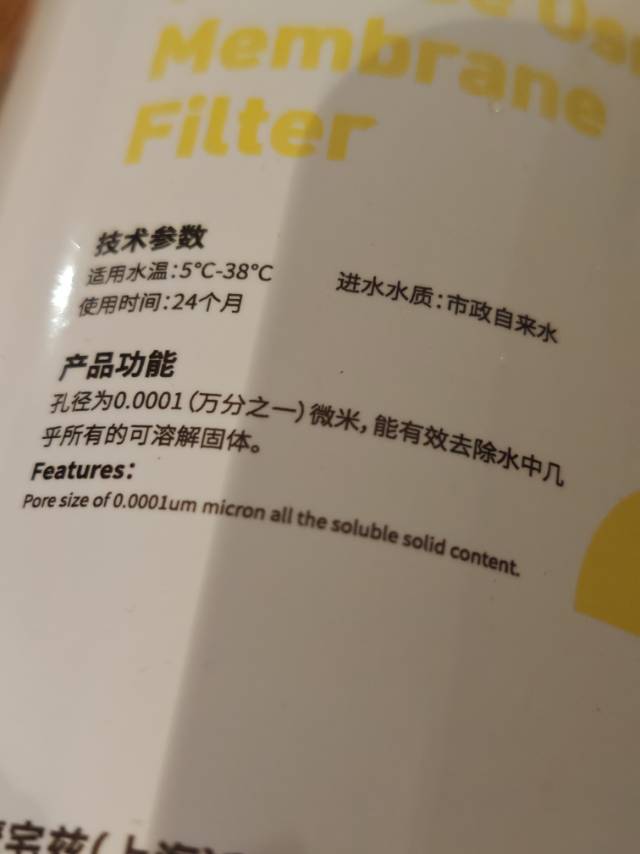 Membrane
Filter
技术参数
适用水温:5°C-38°C
使用时间:24个月
进水水质:市政自来水
产品功能
孔径为0.0001(万分之一)微米,能有效去除水中几
乎所有的可溶解固体。
Features:
Pore size of 0.0001um micron all the soluble solid content.